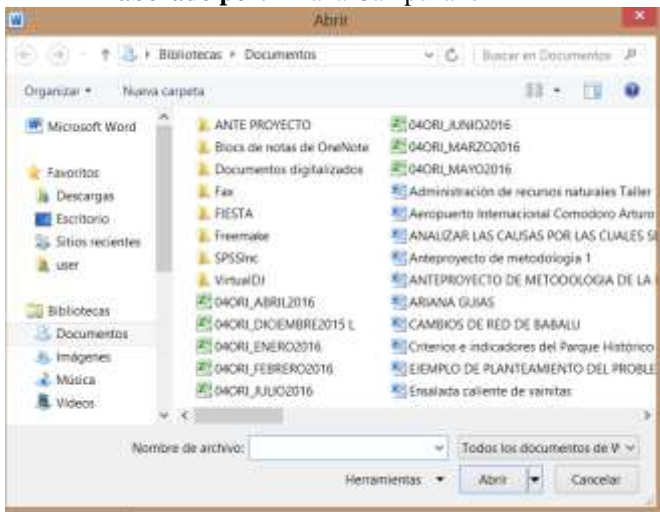 Abrir
Bibliotecas Documentos
Buscar en Documentos
Organizar
Nueva carpeta
Microsoft Word
Favoritos
Descargas
Escritorio
Sitios recientes
user
Bibliotecas
Documentos
Imágenes
Música
Videos
ANTE PROYECTO
Blocs de notas de OneNote
Documentos digitalizados
Fax
FIESTA
Freemake
SPSSInc
VirtualDJ
04ORI_ABRIL2016
04ORI_DICIEMBRE2015 L
04ORI_ENERO2016
04ORI_FEBRERO2016
04ORI_JULIO2016
04ORI_JUNIO2016
04ORI_MARZO2016
04ORI_MAYO2016
Administración de recursos naturales Taller
Aeropuerto Internacional Comodoro Arturo
ANALIZAR LAS CAUSAS POR LAS CUALES
Anteproyecto de metodología 1
ANTEPROYECTO DE METODOLOGIA DE LA
ARIANA GUIAS
CAMBIOS DE RED DE BABALU
Criterios e indicadores del Parque Histórico
EJEMPLO DE PLANTEAMIENTO DEL PROBLE
Ensalada caliente de vainitas
Nombre de archivo:
Todos los documentos de
Herramientas
Abrir
Cancelar